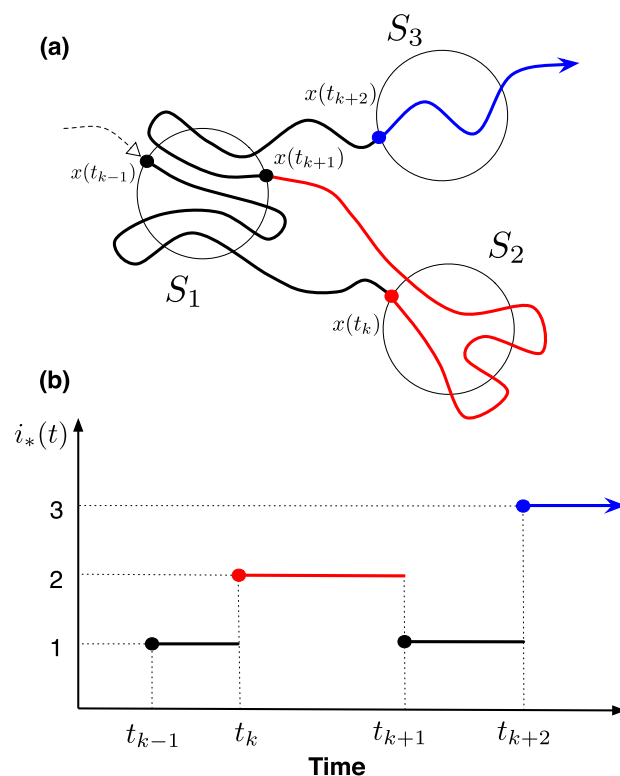 (a)
S₃
x(tₖ₊₂)
x(tₖ₊₁)
x(tₖ₋₁)
S₂
S₁
x(tₖ)
(b)
i∗(t)
3
2
1
tₖ₋₁ tₖ tₖ₊₁ tₖ₊₂
Time